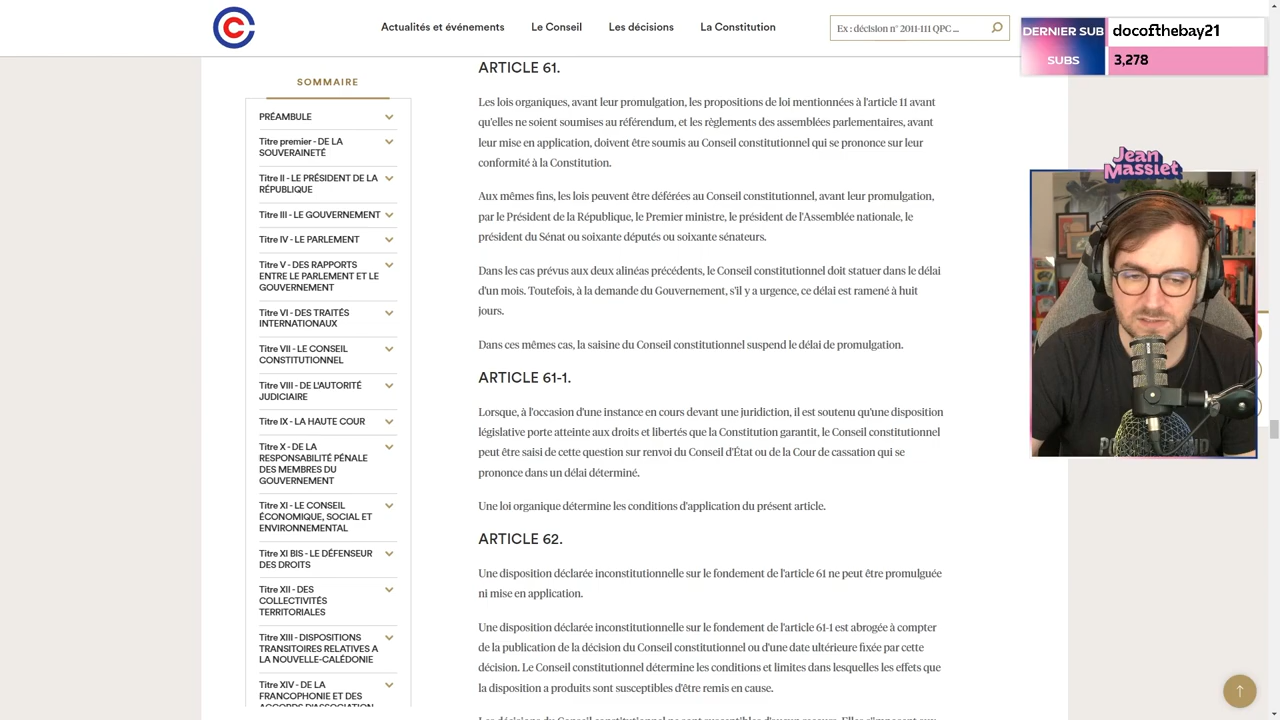 Actualités et événements
Le Conseil
Les décisions
La Constitution
Ex : décision n° 2011-111 QPC ...
DERNIER SUB
docofthebay21
SUBS
3,278
SOMMAIRE
PRÉAMBULE
Titre premier - DE LA
SOUVERAINETÉ
Titre II - LE PRÉSIDENT DE LA
RÉPUBLIQUE
Titre III - LE GOUVERNEMENT
Titre IV - LE PARLEMENT
Titre V - DES RAPPORTS
ENTRE LE PARLEMENT ET LE
GOUVERNEMENT
Titre VI - DES TRAITÉS
INTERNATIONAUX
Titre VII - LE CONSEIL
CONSTITUTIONNEL
Titre VIII - DE L'AUTORITÉ
JUDICIAIRE
Titre IX - LA HAUTE COUR
Titre X - DE LA
RESPONSABILITÉ PÉNALE
DES MEMBRES DU
GOUVERNEMENT
Titre XI - LE CONSEIL
ÉCONOMIQUE, SOCIAL ET
ENVIRONNEMENTAL
Titre XI BIS - LE DÉFENSEUR
DES DROITS
Titre XII - DES
COLLECTIVITÉS
TERRITORIALES
Titre XIII - DISPOSITIONS
TRANSITOIRES RELATIVES A
LA NOUVELLE-CALÉDONIE
Titre XIV - DE LA
FRANCOPHONIE ET DES
ACCORDS D'ASSOCIATION
ARTICLE 61.
Les lois organiques, avant leur promulgation, les propositions de loi mentionnées à l'article 11 avant
qu'elles ne soient soumises au référendum, et les règlements des assemblées parlementaires, avant
leur mise en application, doivent être soumis au Conseil constitutionnel qui se prononce sur leur
conformité à la Constitution.
Aux mêmes fins, les lois peuvent être déférées au Conseil constitutionnel, avant leur promulgation,
par le Président de la République, le Premier ministre, le président de l'Assemblée nationale, le
président du Sénat ou soixante députés ou soixante sénateurs.
Dans les cas prévus aux deux alinéas précédents, le Conseil constitutionnel doit statuer dans le délai
d'un mois. Toutefois, à la demande du Gouvernement, s'il y a urgence, ce délai est ramené à huit
jours.
Dans ces mêmes cas, la saisine du Conseil constitutionnel suspend le délai de promulgation.
ARTICLE 61-1.
Lorsque, à l'occasion d'une instance en cours devant une juridiction, il est soutenu qu'une disposition
législative porte atteinte aux droits et libertés que la Constitution garantit, le Conseil constitutionnel
peut être saisi de cette question sur renvoi du Conseil d'État ou de la Cour de cassation qui se
prononce dans un délai déterminé.
Une loi organique détermine les conditions d'application du présent article.
ARTICLE 62.
Une disposition déclarée inconstitutionnelle sur le fondement de l'article 61 ne peut être promulguée
ni mise en application.
Une disposition déclarée inconstitutionnelle sur le fondement de l'article 61-1 est abrogée à compter
de la publication de la décision du Conseil constitutionnel ou d'une date ultérieure fixée par cette
décision. Le Conseil constitutionnel détermine les conditions et limites dans lesquelles les effets que
la disposition a produits sont susceptibles d'être remis en cause.
Jean
Massiet